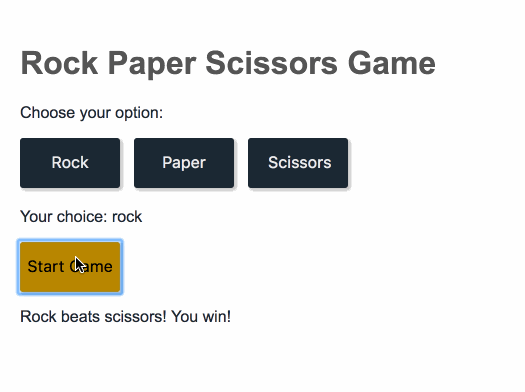 Rock Paper Scissors Game
Choose your option:
Rock Paper Scissors
Your choice: rock
Start Game
Rock beats scissors! You win!